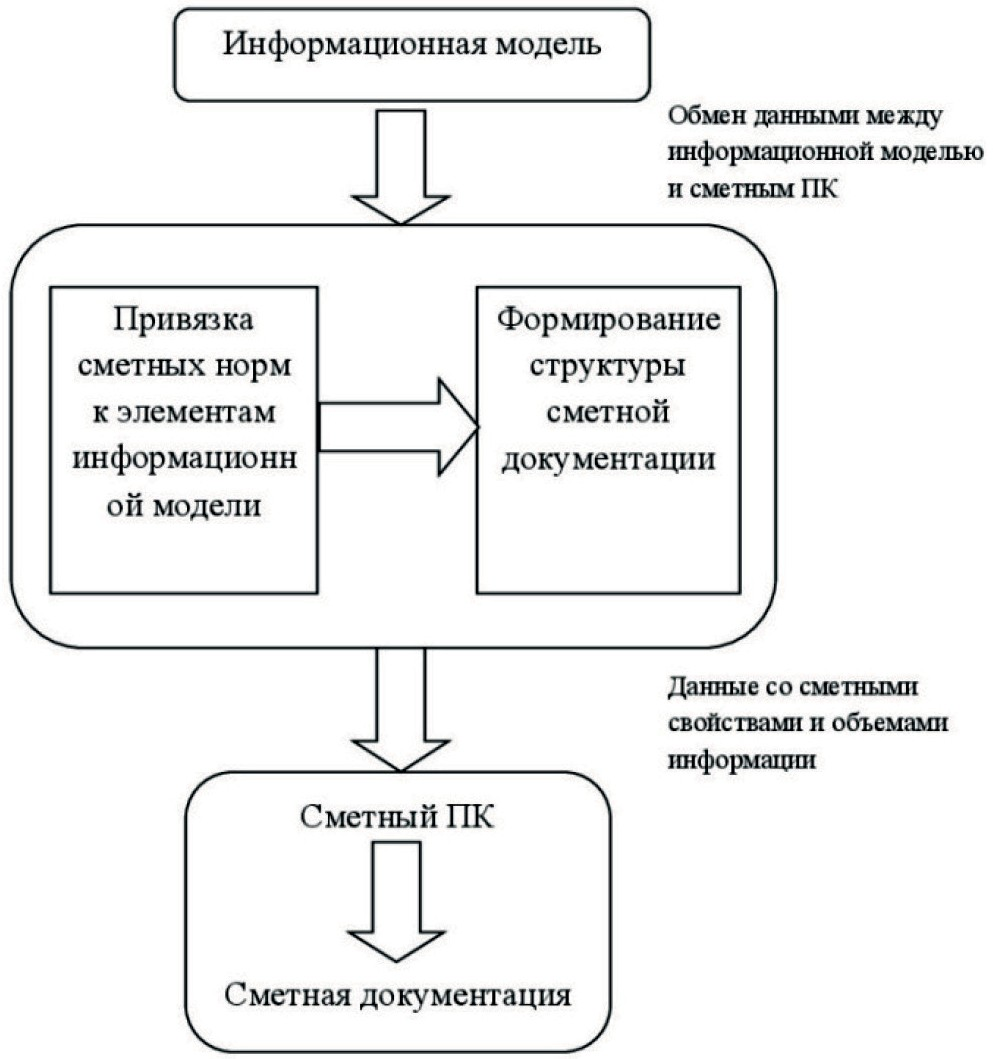 Информационная модель
Обмен данными между
информационной моделью
и сметным ПК
Привязка
сметных норм
к элементам
информационн
ой модели
Формирование
структуры
сметной
документации
Данные со сметными
свойствами и объемами
информации
Сметный ПК
Сметная документация